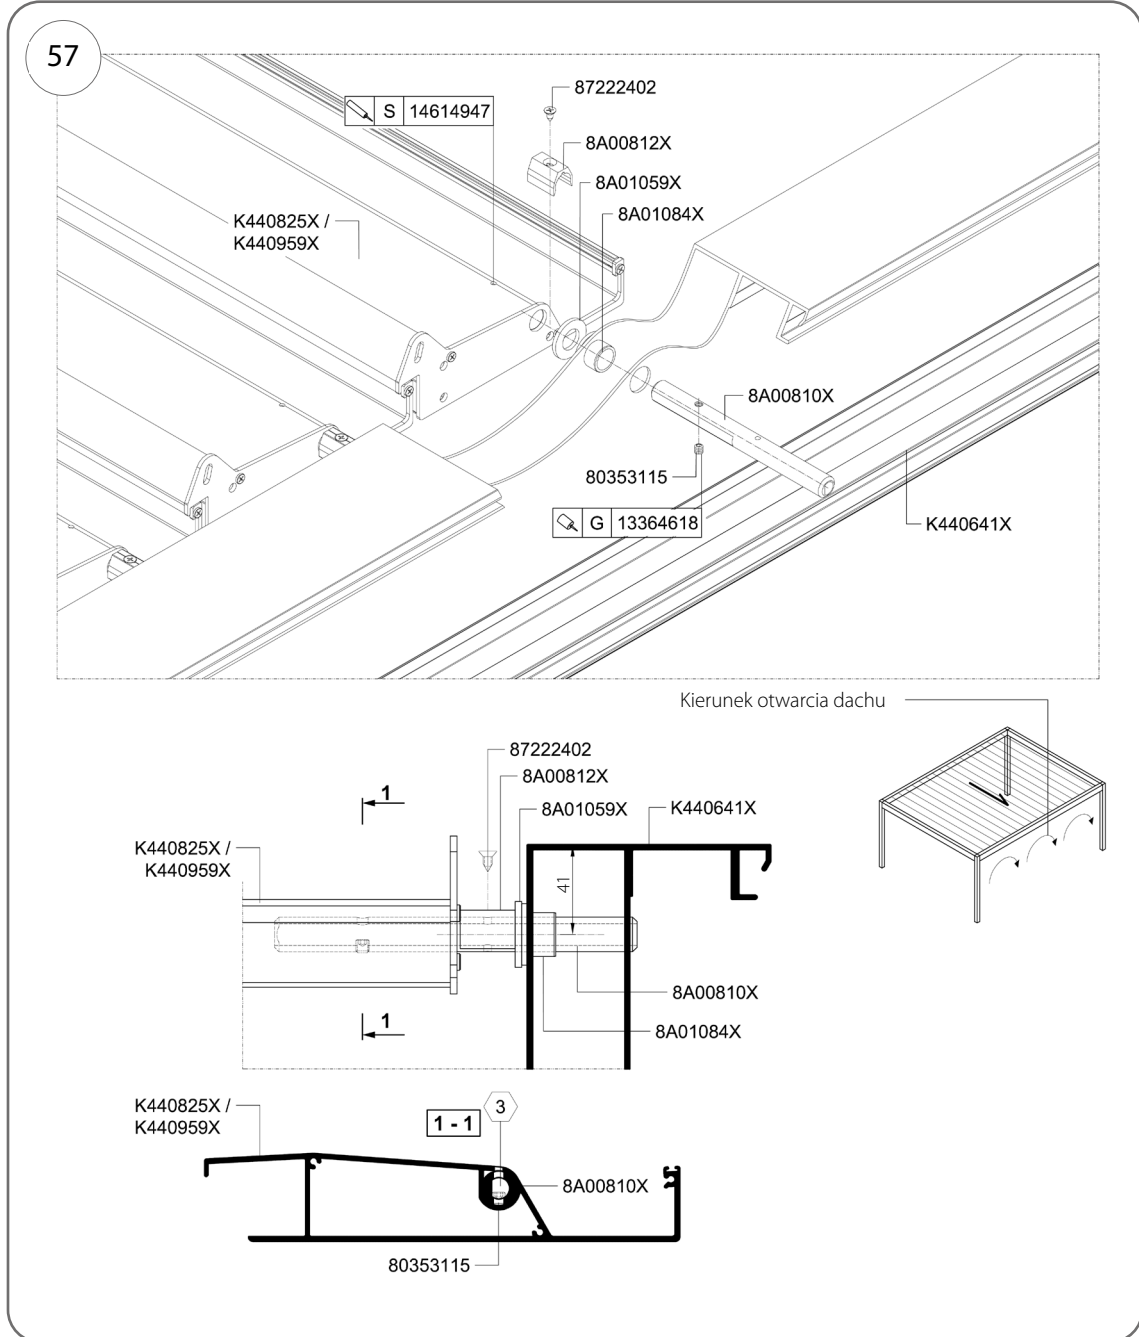 57
87222402
S 14614947
8A00812X
8A01059X
8A01084X
K440825X /
K440959X
8A00810X
80353115
G 13364618
K440641X
Kierunek otwarcia dachu
87222402
8A00812X
1
8A01059X
K440641X
K440825X /
K440959X
41
8A00810X
1
8A01084X
K440825X /
K440959X
1 - 1
3
8A00810X
80353115